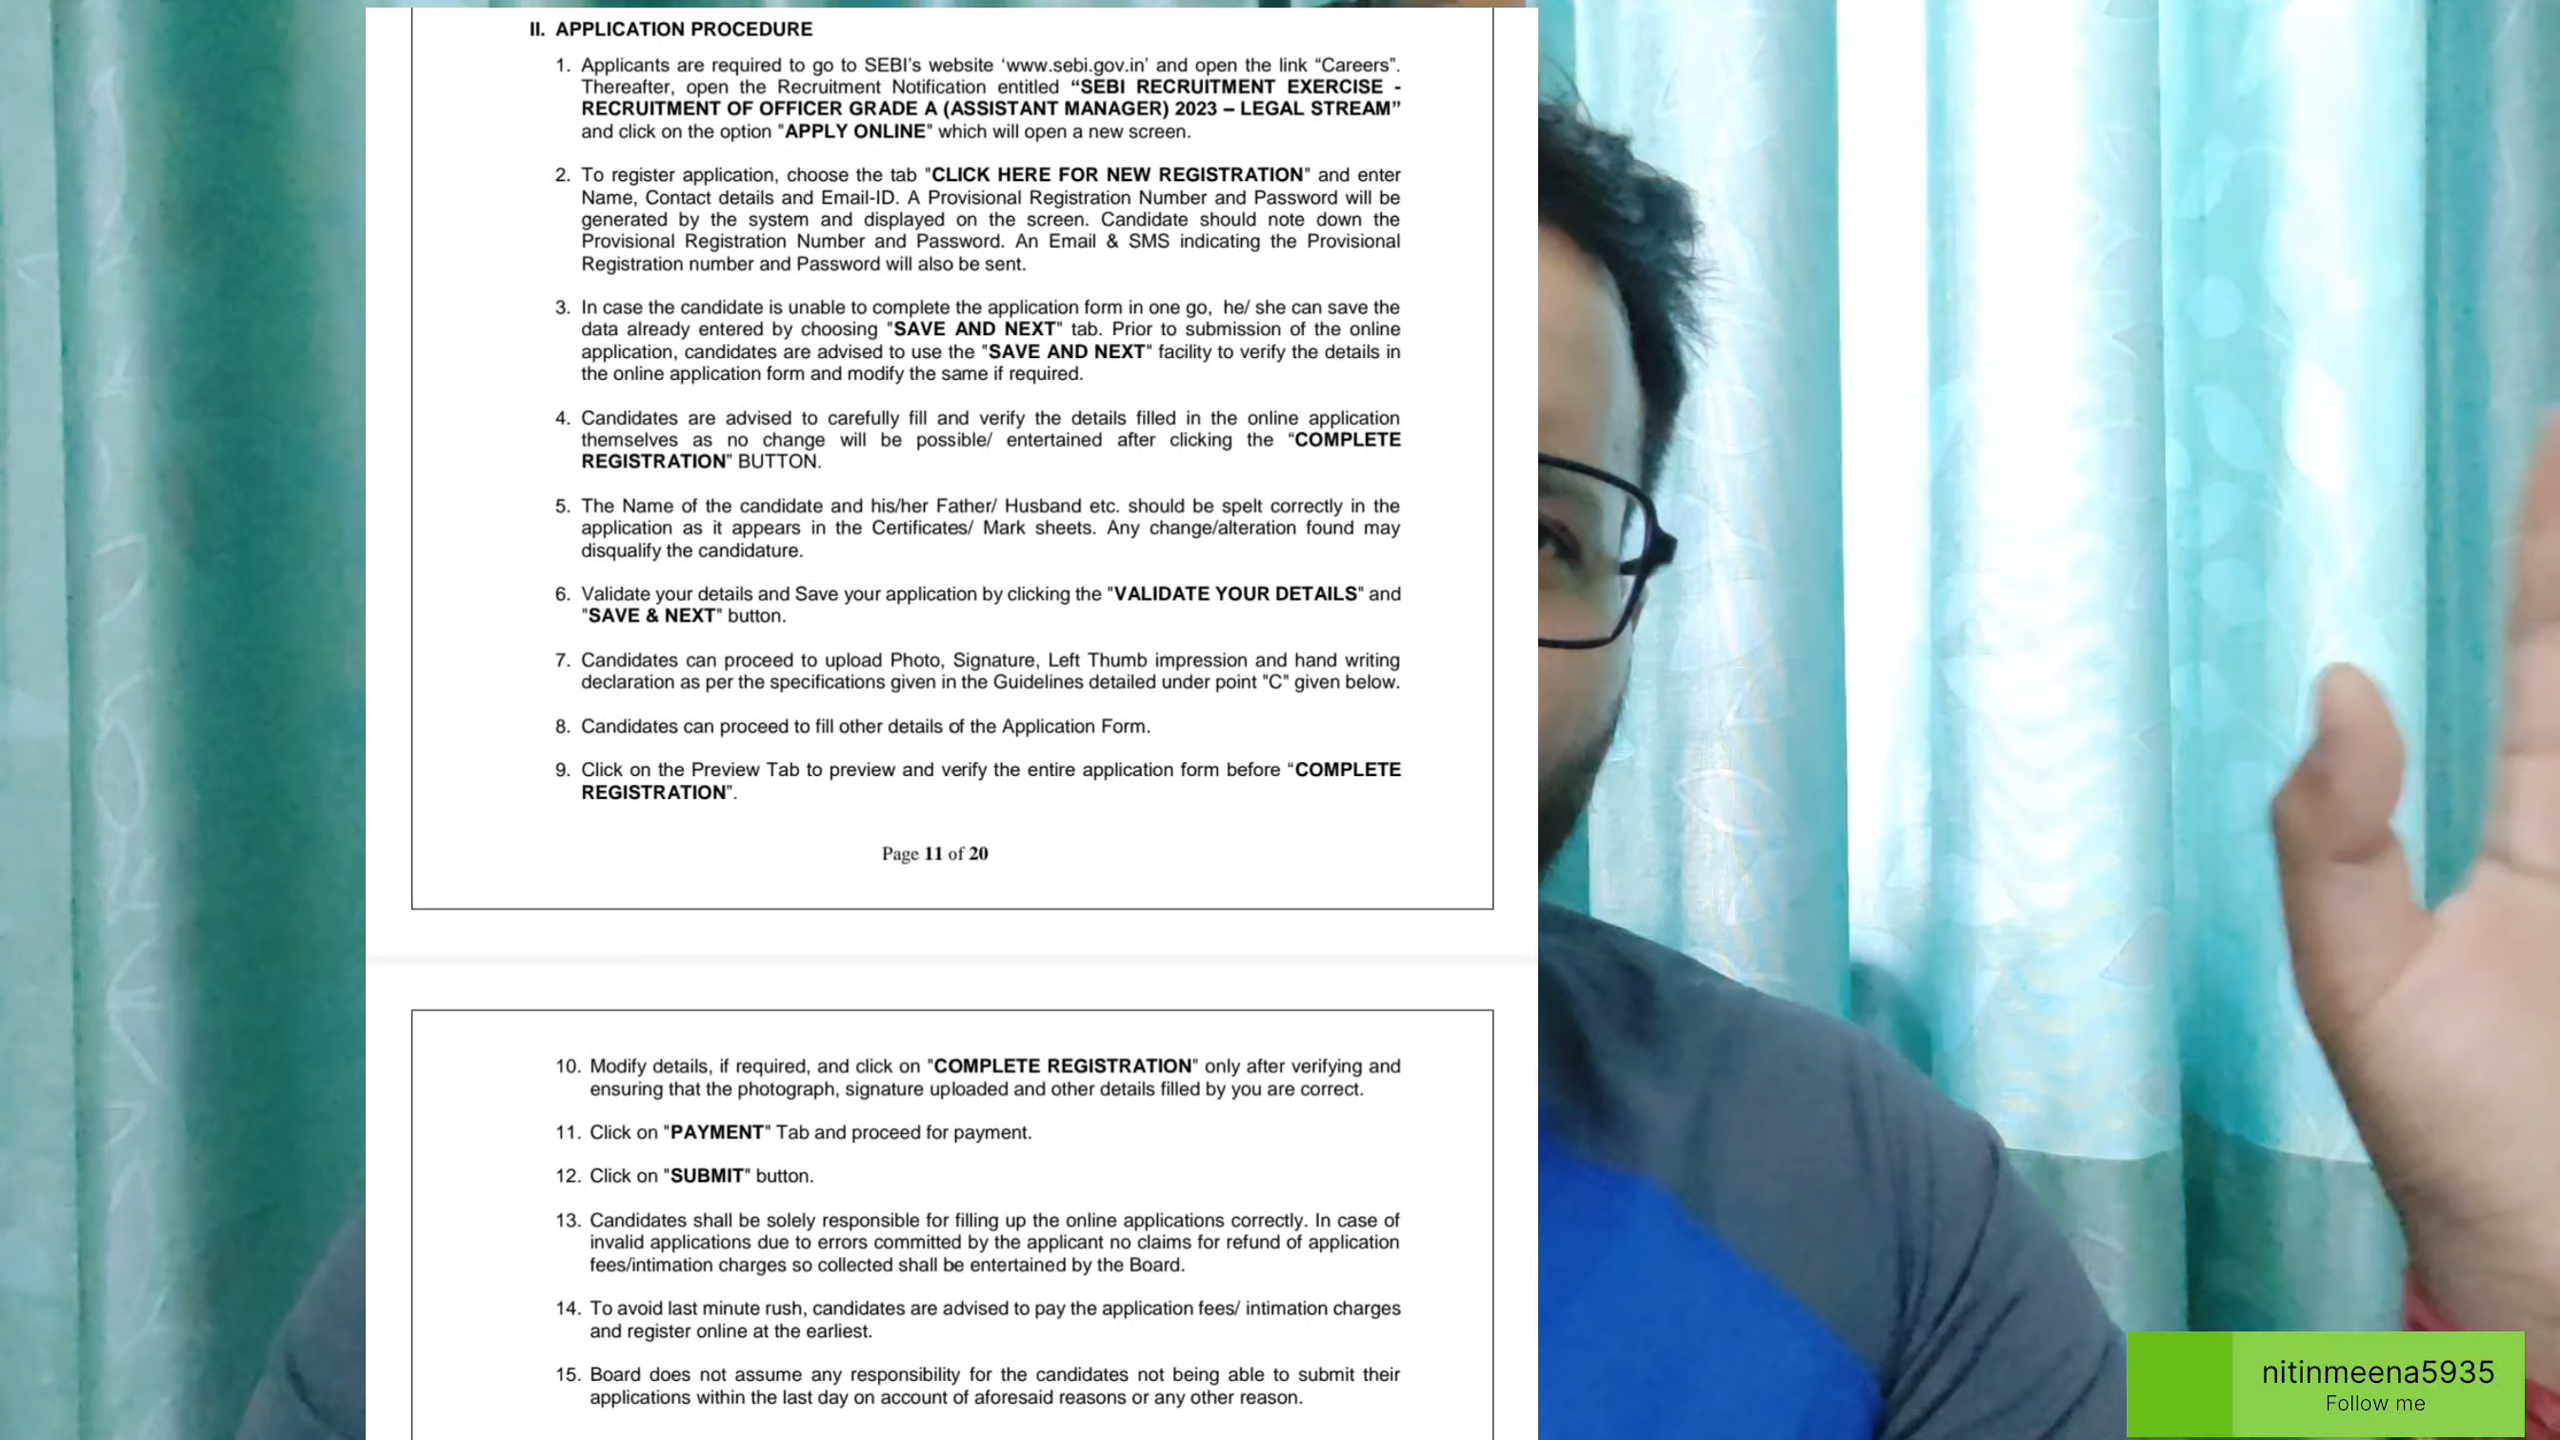 II. APPLICATION PROCEDURE
1. Applicants are required to go to SEBI's website 'www.sebi.gov.in' and open the link "Careers".
Thereafter, open the Recruitment Notification entitled "SEBI RECRUITMENT EXERCISE -
RECRUITMENT OF OFFICER GRADE A (ASSISTANT MANAGER) 2023 – LEGAL STREAM"
and click on the option "APPLY ONLINE" which will open a new screen.
2. To register application, choose the tab "CLICK HERE FOR NEW REGISTRATION" and enter
Name, Contact details and Email-ID. A Provisional Registration Number and Password will be
generated by the system and displayed on the screen. Candidate should note down the
Provisional Registration Number and Password. An Email & SMS indicating the Provisional
Registration number and Password will also be sent.
3. In case the candidate is unable to complete the application form in one go, he/ she can save the
data already entered by choosing "SAVE AND NEXT" tab. Prior to submission of the online
application, candidates are advised to use the "SAVE AND NEXT" facility to verify the details in
the online application form and modify the same if required.
4. Candidates are advised to carefully fill and verify the details filled in the online application
themselves as no change will be possible/ entertained after clicking the "COMPLETE
REGISTRATION" BUTTON.
5. The Name of the candidate and his/her Father/ Husband etc. should be spelt correctly in the
application as it appears in the Certificates/ Mark sheets. Any change/alteration found may
disqualify the candidature.
6. Validate your details and Save your application by clicking the "VALIDATE YOUR DETAILS" and
"SAVE & NEXT" button.
7. Candidates can proceed to upload Photo, Signature, Left Thumb impression and hand writing
declaration as per the specifications given in the Guidelines detailed under point "C" given below.
8. Candidates can proceed to fill other details of the Application Form.
9. Click on the Preview Tab to preview and verify the entire application form before "COMPLETE
REGISTRATION".
Page 11 of 20
10. Modify details, if required, and click on "COMPLETE REGISTRATION" only after verifying and
ensuring that the photograph, signature uploaded and other details filled by you are correct.
11. Click on "PAYMENT" Tab and proceed for payment.
12. Click on "SUBMIT" button.
13. Candidates shall be solely responsible for filling up the online applications correctly. In case of
invalid applications due to errors committed by the applicant no claims for refund of application
fees/intimation charges so collected shall be entertained by the Board.
14. To avoid last minute rush, candidates are advised to pay the application fees/ intimation charges
and register online at the earliest.
15. Board does not assume any responsibility for the candidates not being able to submit their
applications within the last day on account of aforesaid reasons or any other reason.
nitinmeena5935
Follow me